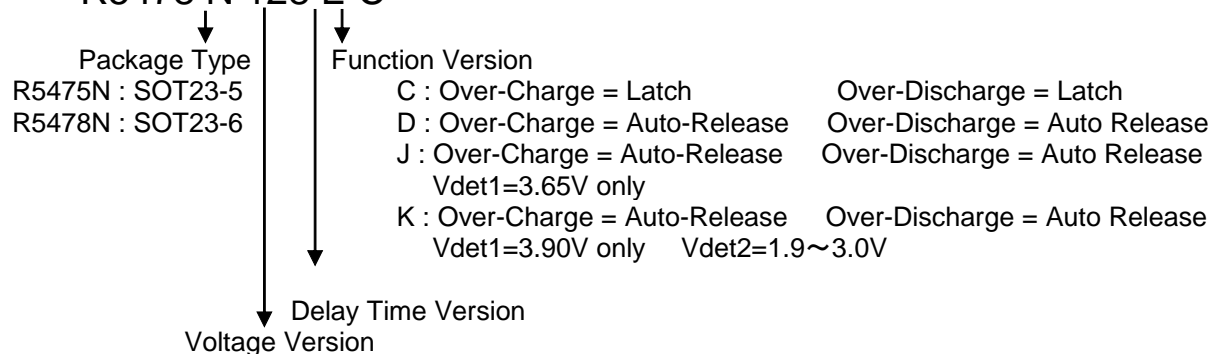 Package Type Function Version
R5475N : SOT23-5 C : Over-Charge = Latch Over-Discharge = Latch
R5478N : SOT23-6 D : Over-Charge = Auto-Release Over-Discharge = Auto Release
J : Over-Charge = Auto-Release Over-Discharge = Auto Release
Vdet1=3.65V only
K : Over-Charge = Auto-Release Over-Discharge = Auto Release
Vdet1=3.90V only Vdet2=1.9～3.0V
Delay Time Version
Voltage Version